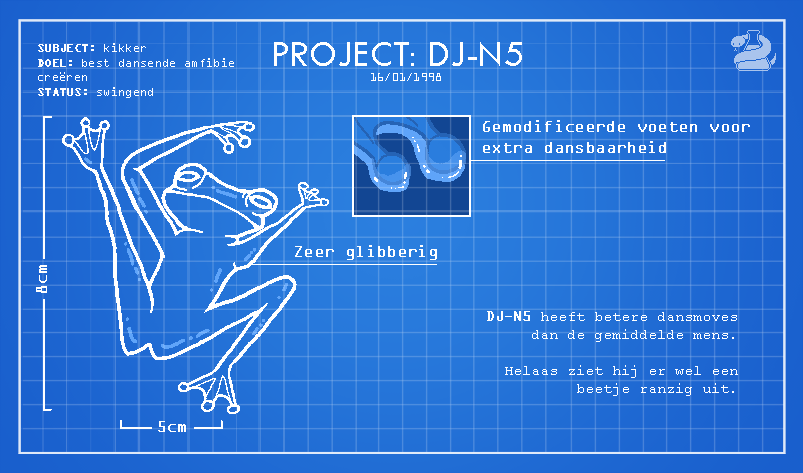 SUBJECT: kikker
DOEL: best dansende amfibie
creëren
STATUS: swingend
PROJECT: DJ-N5
16/01/1998
Gemodificeerde voeten voor
extra dansbaarheid
Zeer glibberig
8cm
DJ-N5 heeft betere dansmoves
dan de gemiddelde mens.
Helaas ziet hij er wel een
beetje ranzig uit.
5cm